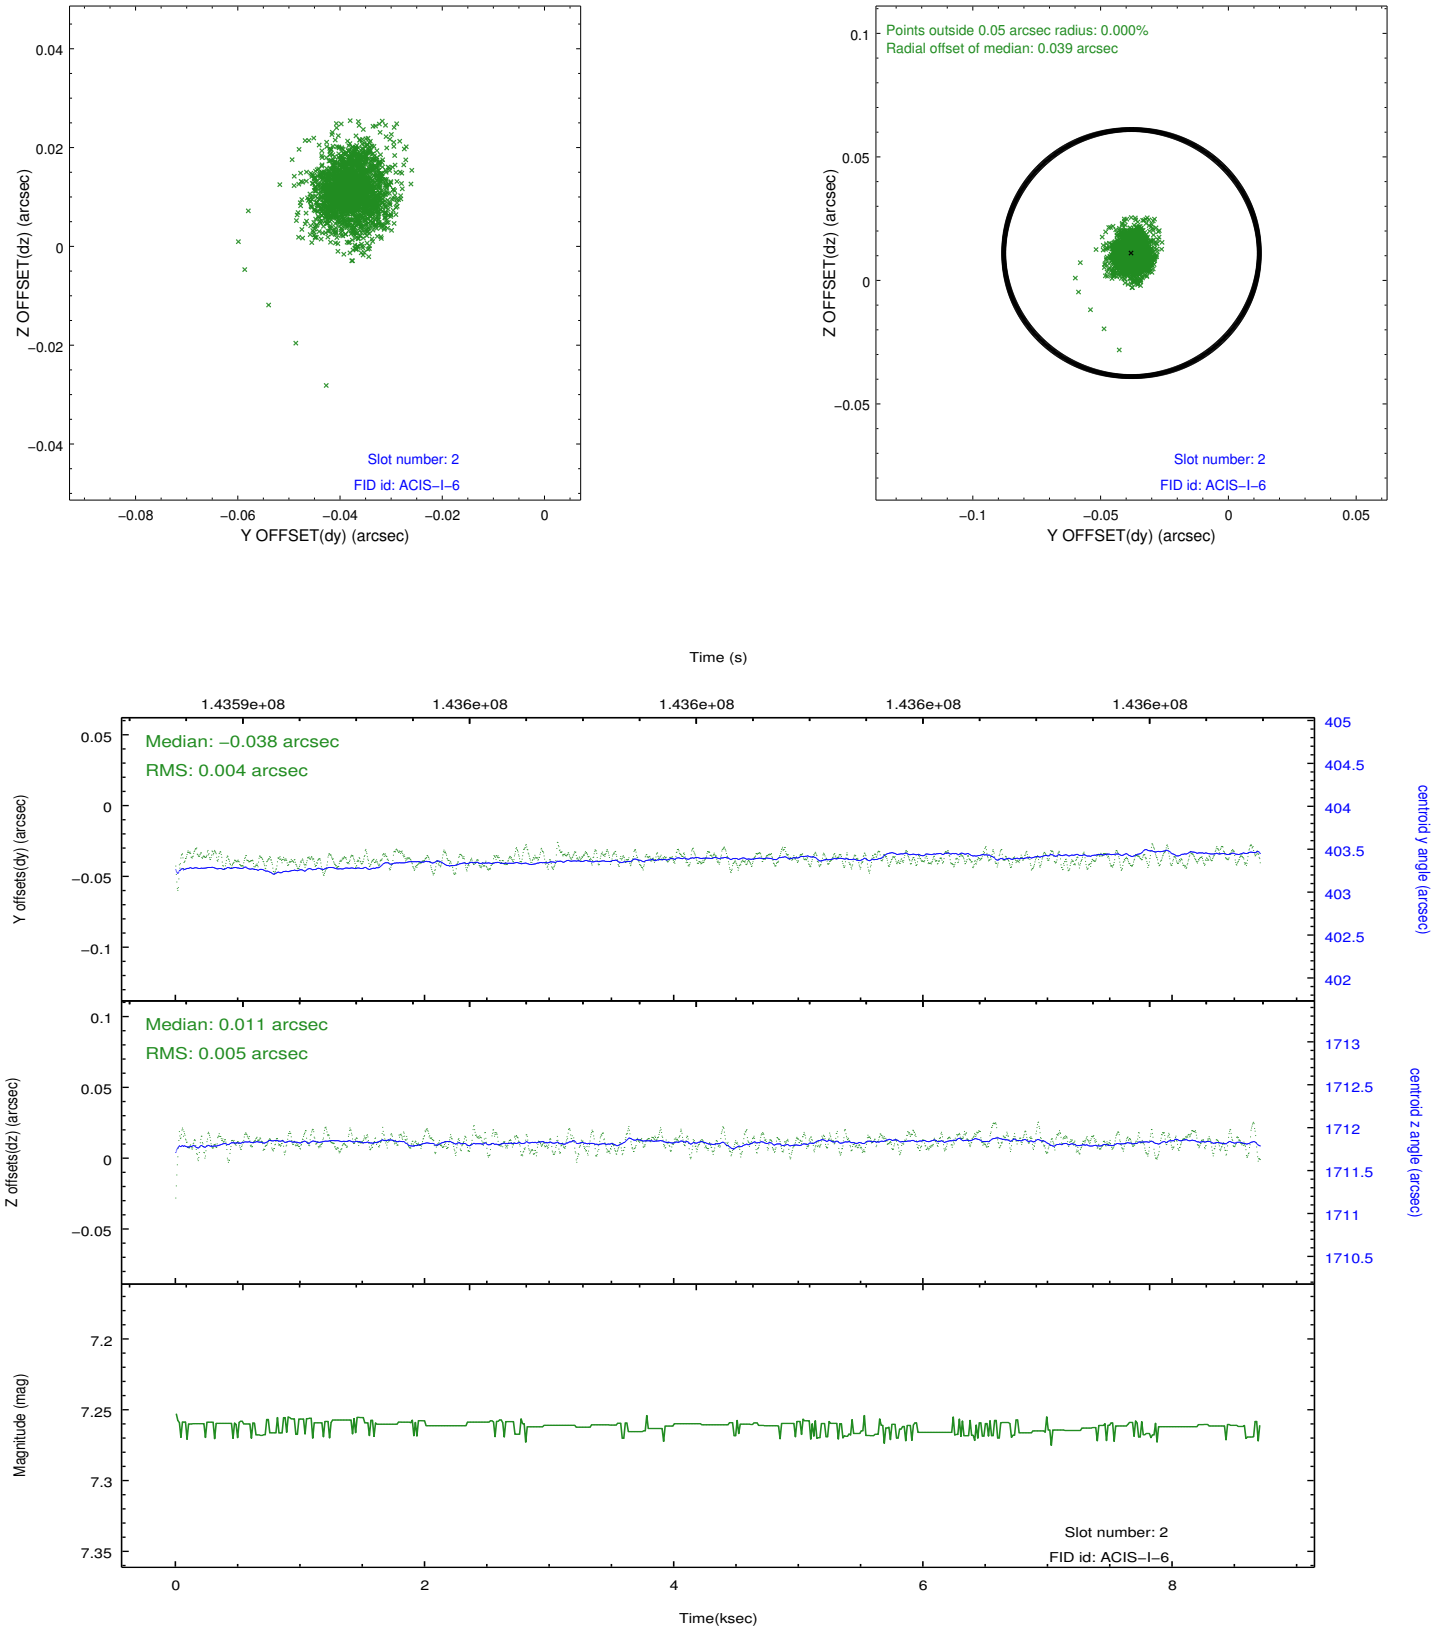 0.04
0.02
0
−0.02
−0.04
Z OFFSET(dz) (arcsec)
Slot number: 2
FID id: ACIS−I−6
−0.08
−0.06
−0.04
−0.02
0
Y OFFSET(dy) (arcsec)
Points outside 0.05 arcsec radius: 0.000%
Radial offset of median: 0.039 arcsec
0.1
0.05
0
−0.05
Z OFFSET(dz) (arcsec)
Slot number: 2
FID id: ACIS−I−6
−0.1
−0.05
0
0.05
Y OFFSET(dy) (arcsec)
Time (s)
1.4359e+08
1.436e+08
1.436e+08
1.436e+08
1.436e+08
Median: −0.038 arcsec
RMS: 0.004 arcsec
0.05
0
−0.05
−0.1
Y offsets(dy) (arcsec)
405
404.5
404
403.5
403
402.5
402
centroid y angle (arcsec)
Median: 0.011 arcsec
RMS: 0.005 arcsec
0.1
0.05
0
−0.05
Z offsets(dz) (arcsec)
1713
1712.5
1712
1711.5
1711
1710.5
centroid z angle (arcsec)
7.2
7.25
7.3
7.35
Magnitude (mag)
Slot number: 2
FID id: ACIS−I−6
0
2
4
6
8
Time(ksec)